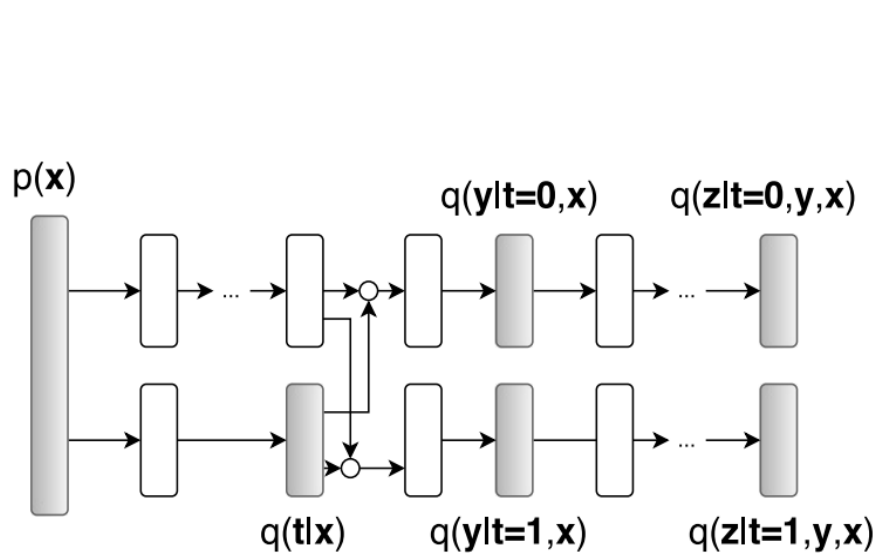 p(x)
q(y|t=0,x)
q(z|t=0,y,x)
...
...
...
q(t|x)
q(y|t=1,x)
q(z|t=1,y,x)